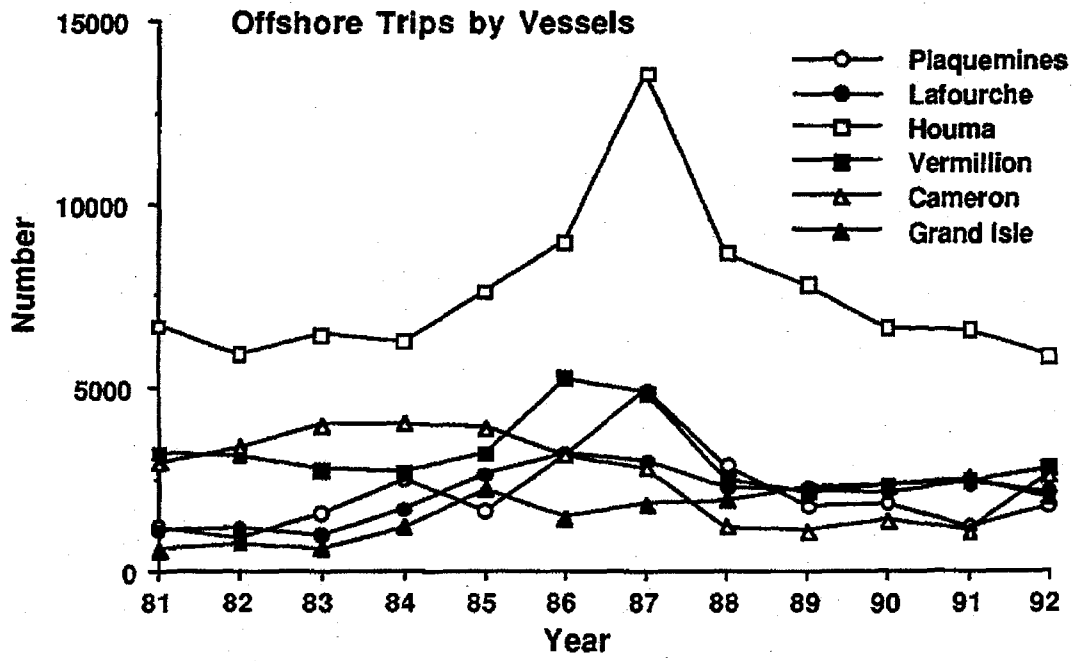 Offshore Trips by Vessels
15000
10000
5000
0
Number
Plaquemines
Lafourche
Houma
Vermillion
Cameron
Grand Isle
81 82 83 84 85 86 87 88 89 90 91 92
Year